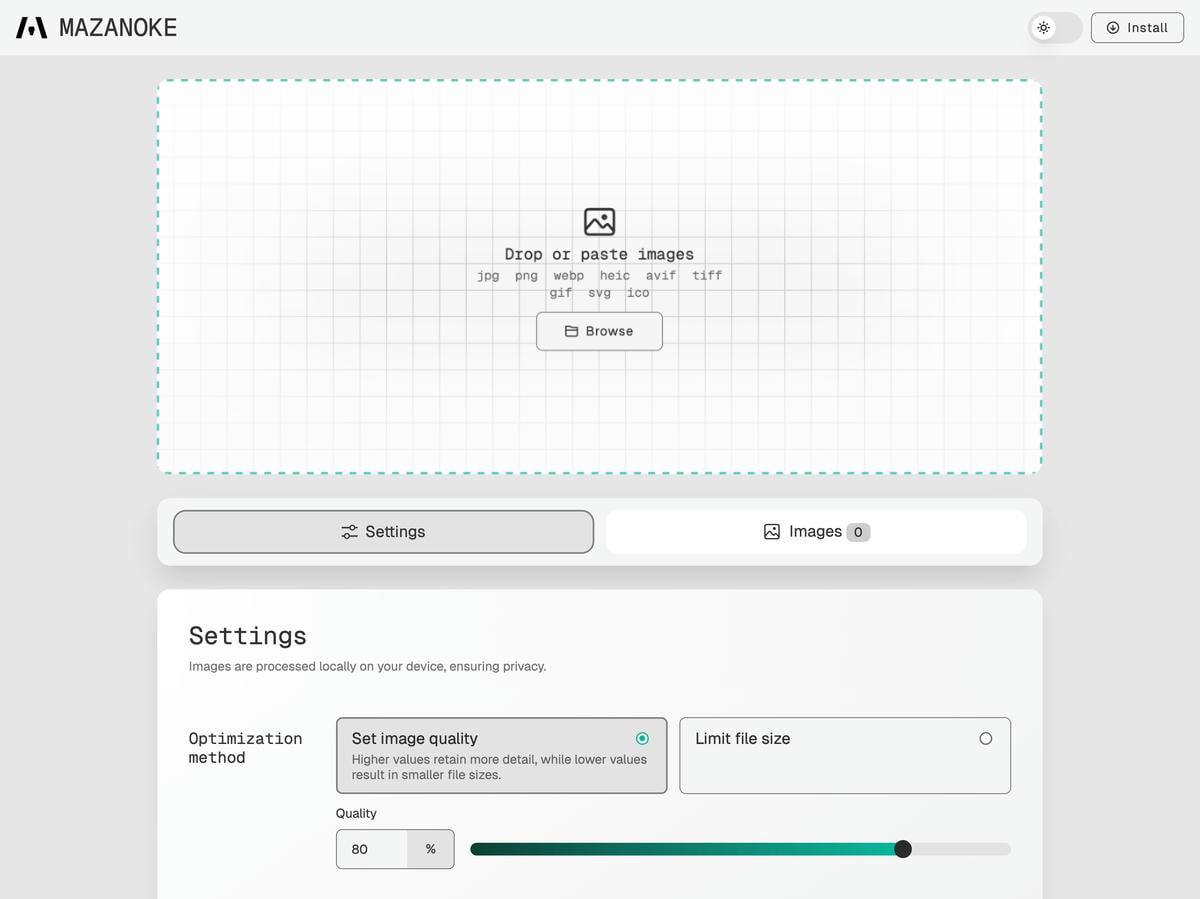 MAZANOKE
Install
Drop or paste images
jpg png webp heic avif tiff
gif svg ico
Browse
Settings
Images 0
Settings
Images are processed locally on your device, ensuring privacy.
Optimization
method
Set image quality
Higher values retain more detail, while lower values
result in smaller file sizes.
Limit file size
Quality
80 %